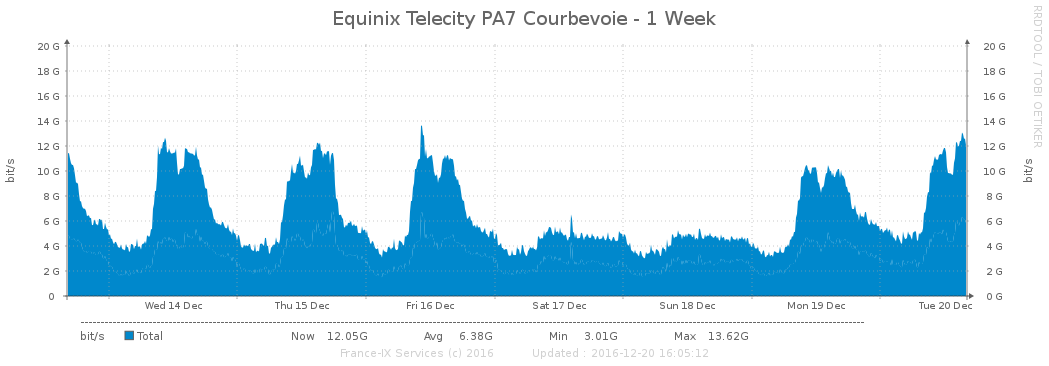 Equinix Telecity PA7 Courbevoie - 1 Week
RRDTOOL / TOBI OETIKER
bit/s
bit/s
20 G 20 G
18 G 18 G
16 G 16 G
14 G 14 G
12 G 12 G
10 G 10 G
8 G 8 G
6 G 6 G
4 G 4 G
2 G 2 G
0 0 G
Wed 14 Dec Thu 15 Dec Fri 16 Dec Sat 17 Dec Sun 18 Dec Mon 19 Dec Tue 20 Dec
bit/s Total Now 12.05G Avg 6.38G Min 3.01G Max 13.62G
France-IX Services (c) 2016 Updated : 2016-12-20 16:05:12